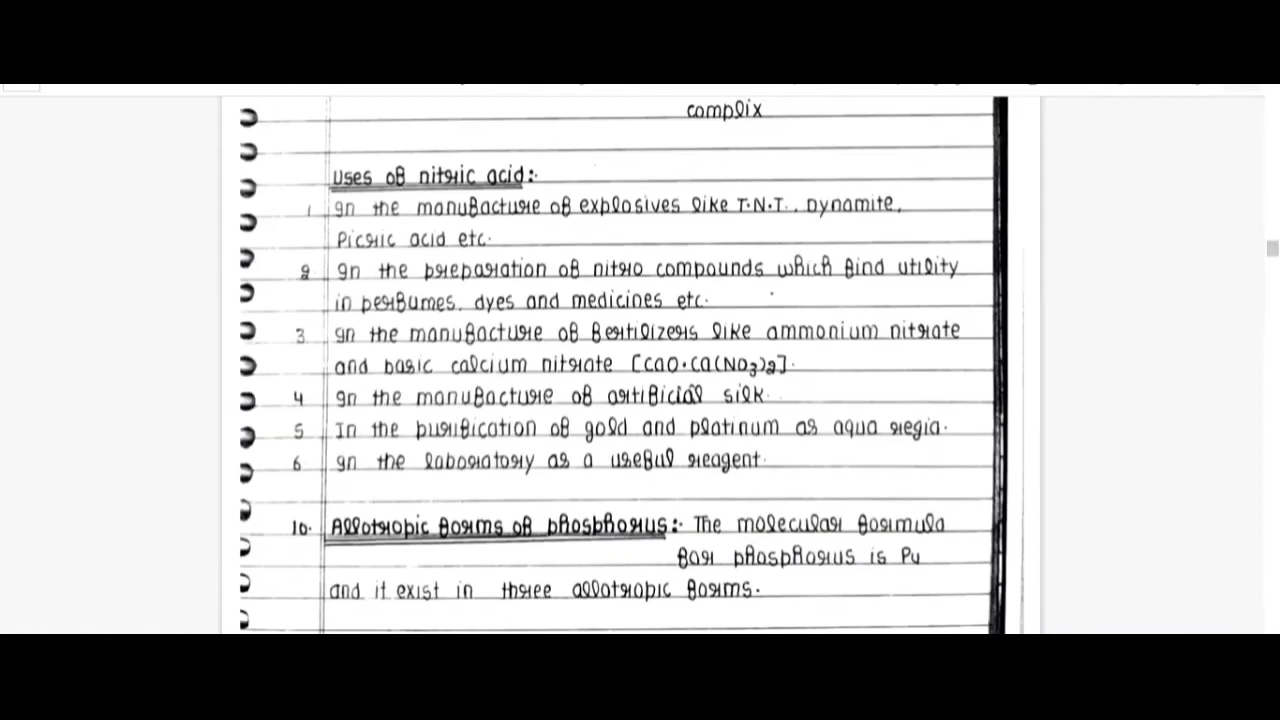 complix
Uses of nitric acid:-
1 In the manufacture of explosives like T.N.T., Dynamite,
Picric acid etc.
2 In the preparation of nitro compounds which find utility
in perfumes, dyes and medicines etc.
3 In the manufacture of fertilizers like ammonium nitrate
and basic calcium nitrate [CaO.Ca(NO3)2].
4 In the manufacture of artificial silk.
5 In the purification of gold and platinum as aqua regia.
6 In the laboratory as a useful reagent.
10. Allotropic forms of phosphorus:- The molecular formula
for phosphorus is P4
and it exist in three allotropic forms.